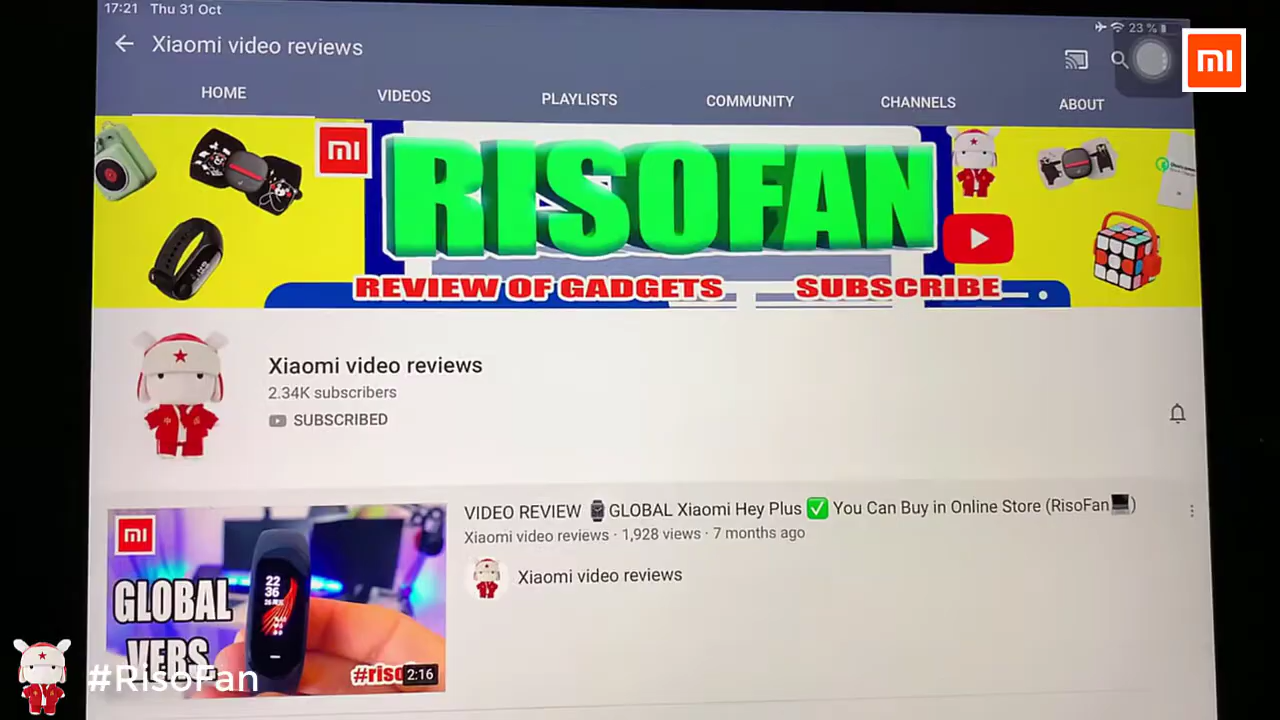 17:21 Thu 31 Oct
23 %
Xiaomi video reviews
mi
HOME
VIDEOS
PLAYLISTS
COMMUNITY
CHANNELS
ABOUT
mi
RISOFAN
REVIEW OF GADGETS
SUBSCRIBE
Xiaomi video reviews
2.34K subscribers
SUBSCRIBED
VIDEO REVIEW ⌚GLOBAL Xiaomi Hey Plus ✅ You Can Buy in Online Store (RisoFan💻)
Xiaomi video reviews · 1,928 views · 7 months ago
Xiaomi video reviews
mi
GLOBAL
VERS
22
36
#riso
2:16
#RisoFan